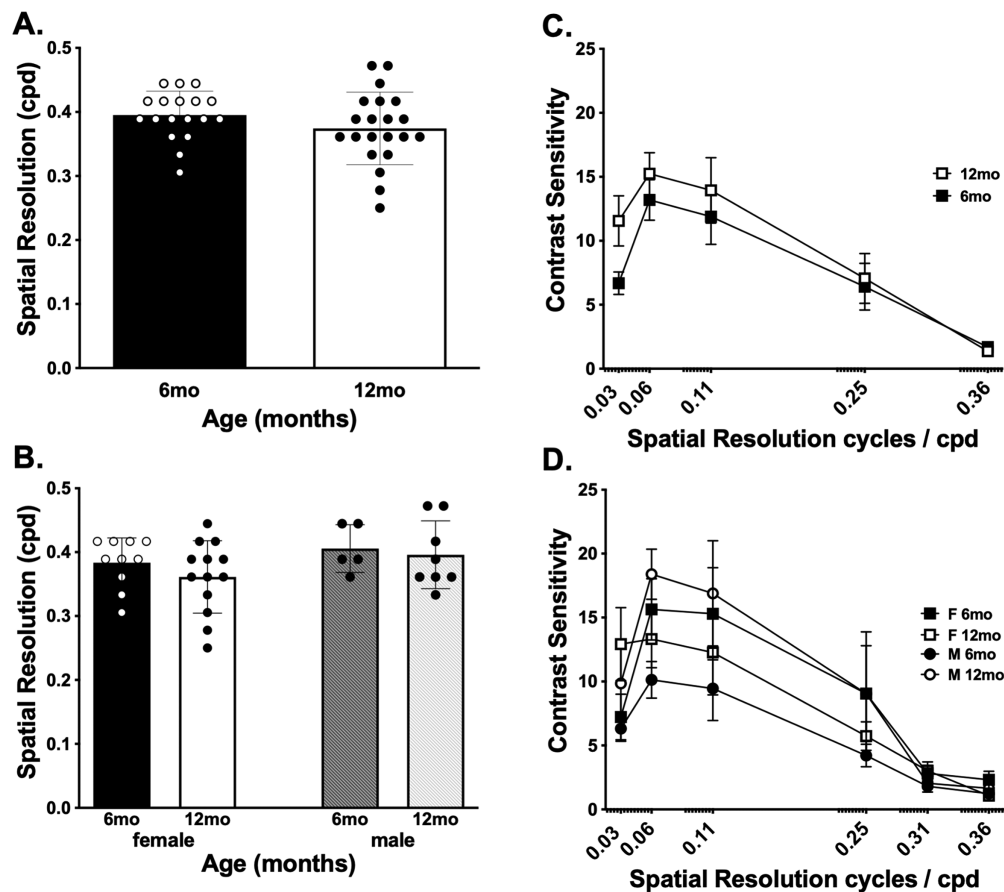 A.
Spatial Resolution (cpd)
0.5
0.4
0.3
0.2
0.1
0.0
6mo 12mo
Age (months)
B.
Spatial Resolution (cpd)
0.5
0.4
0.3
0.2
0.1
0.0
6mo 12mo 6mo 12mo
female male
Age (months)
C.
Contrast Sensitivity
25
20
15
10
5
0
12mo
6mo
0.03 0.06 0.11 0.25 0.36
Spatial Resolution cycles / cpd
D.
Contrast Sensitivity
25
20
15
10
5
0
F 6mo
F 12mo
M 6mo
M 12mo
0.03 0.06 0.11 0.25 0.31 0.36
Spatial Resolution cycles / cpd